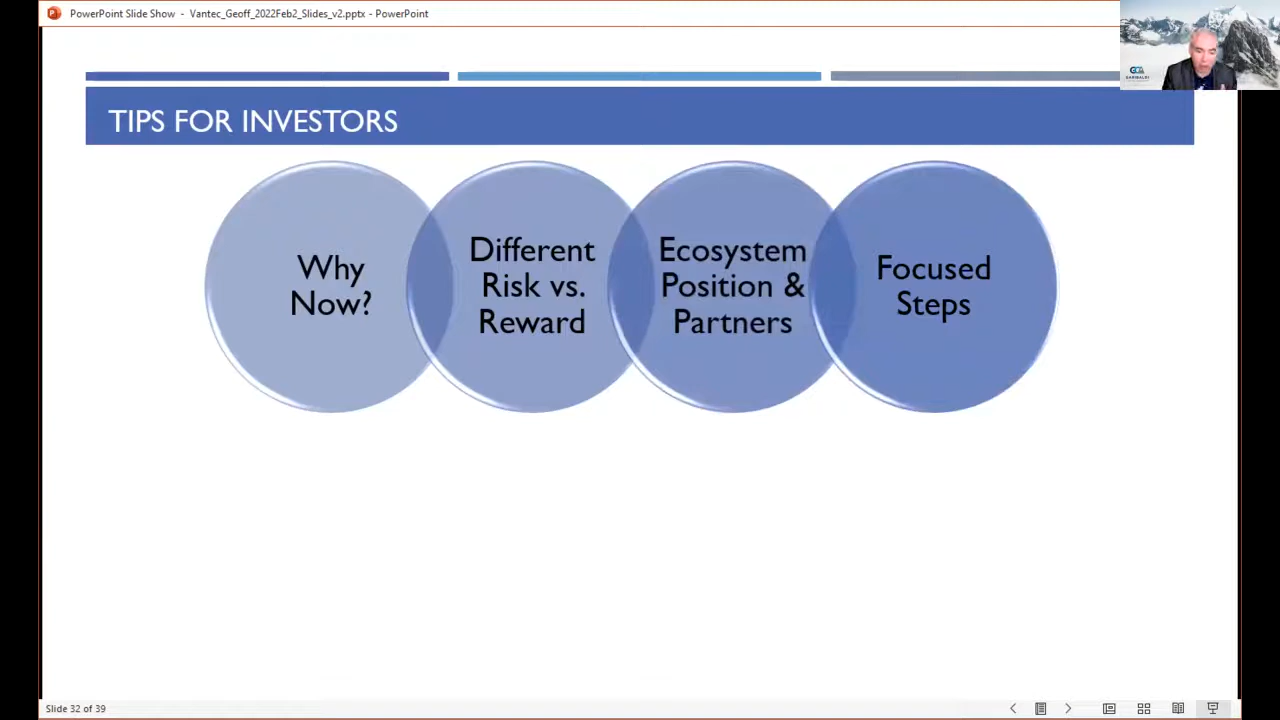 PowerPoint Slide Show - Vantec_Geoff_2022Feb2_Slides_v2.pptx - PowerPoint
TIPS FOR INVESTORS
Why
Now?
Different
Risk vs.
Reward
Ecosystem
Position &
Partners
Focused
Steps
Slide 32 of 39